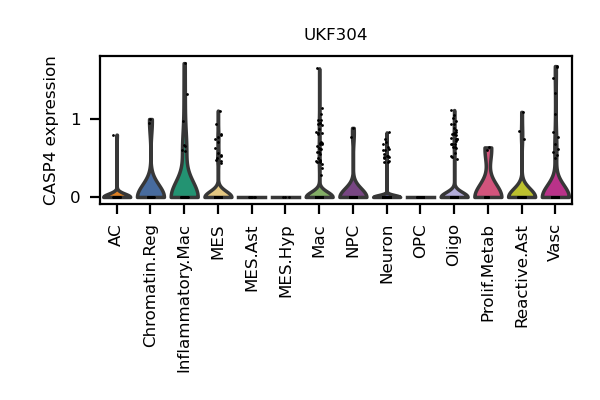 UKF304
CASP4 expression
1
0
AC
Chromatin.Reg
Inflammatory.Mac
MES
MES.Ast
MES.Hyp
Mac
NPC
Neuron
OPC
Oligo
Prolif.Metab
Reactive.Ast
Vasc